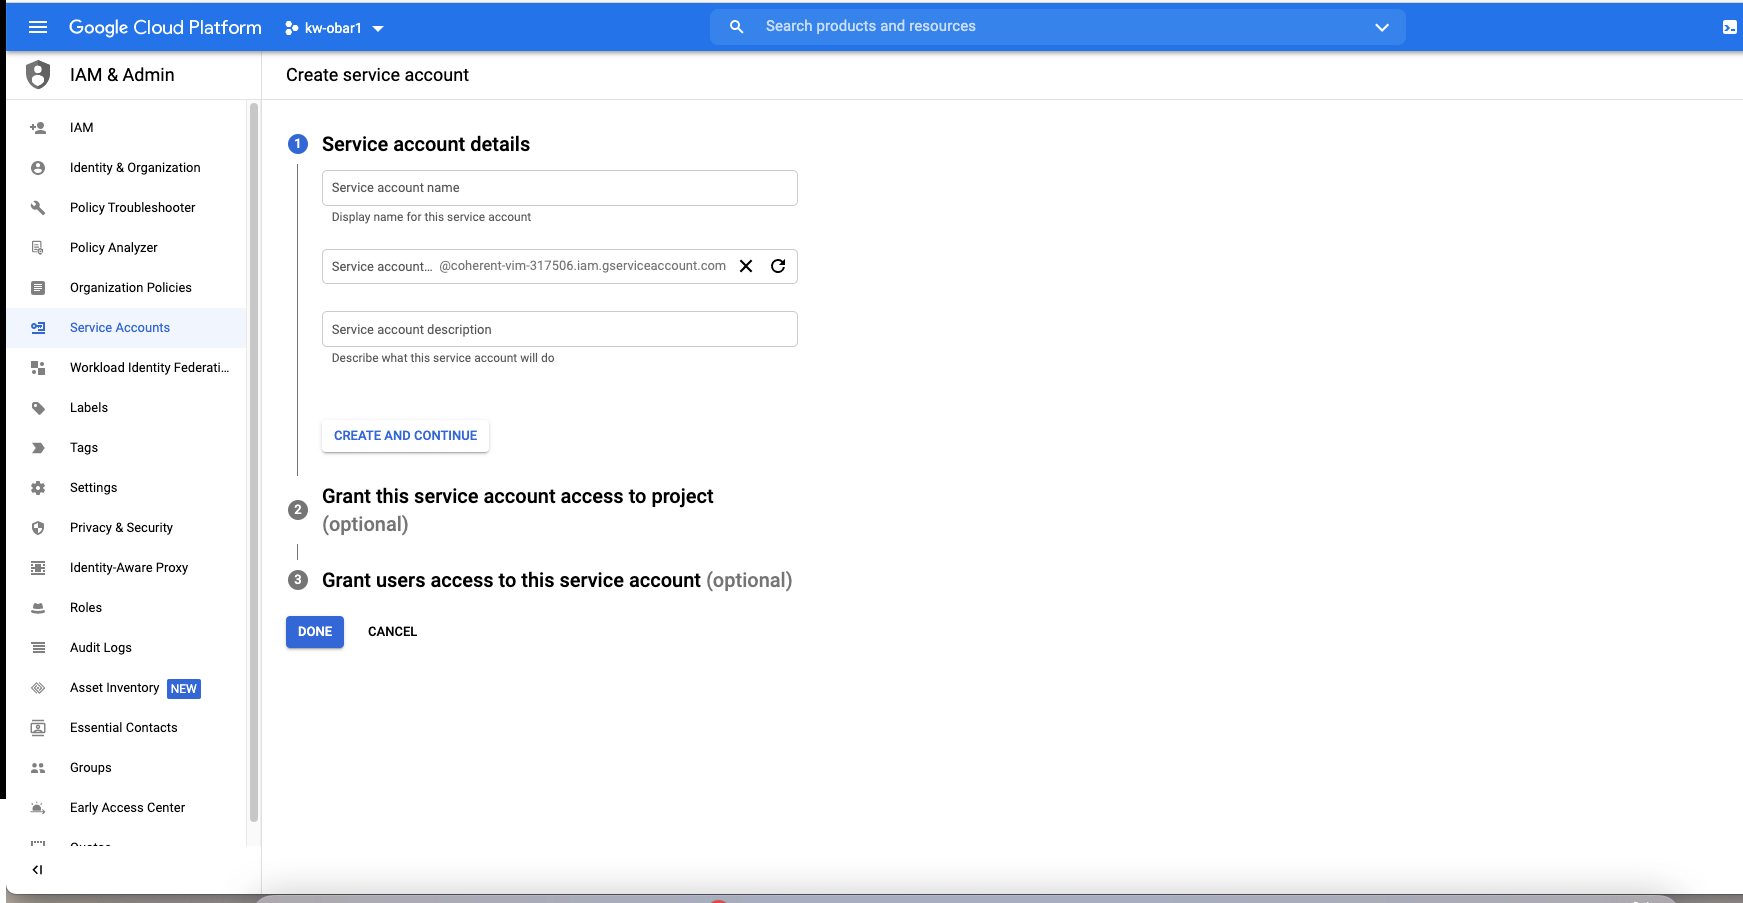 Google Cloud Platform
kw-obar1
Search products and resources
IAM & Admin
Create service account
IAM
Identity & Organization
Policy Troubleshooter
Policy Analyzer
Organization Policies
Service Accounts
Workload Identity Federati...
Labels
Tags
Settings
Privacy & Security
Identity-Aware Proxy
Roles
Audit Logs
Asset Inventory NEW
Essential Contacts
Groups
Early Access Center
Quotas
1 Service account details
Service account name
Display name for this service account
Service account... @coherent-vim-317506.iam.gserviceaccount.com
Service account description
Describe what this service account will do
CREATE AND CONTINUE
2 Grant this service account access to project
(optional)
3 Grant users access to this service account (optional)
DONE CANCEL